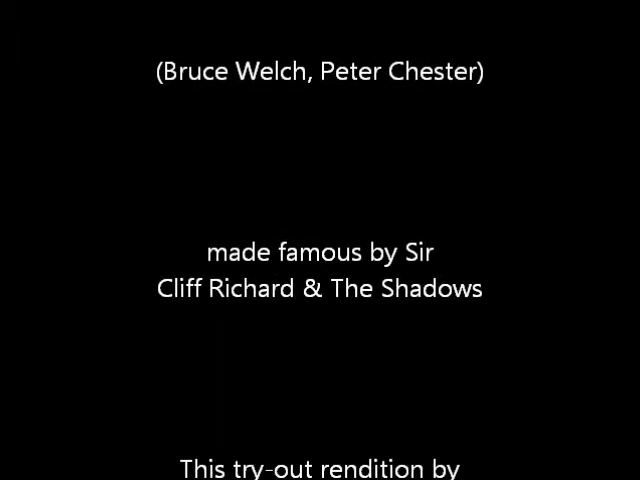 (Bruce Welch, Peter Chester)
made famous by Sir
Cliff Richard & The Shadows
This try-out rendition by